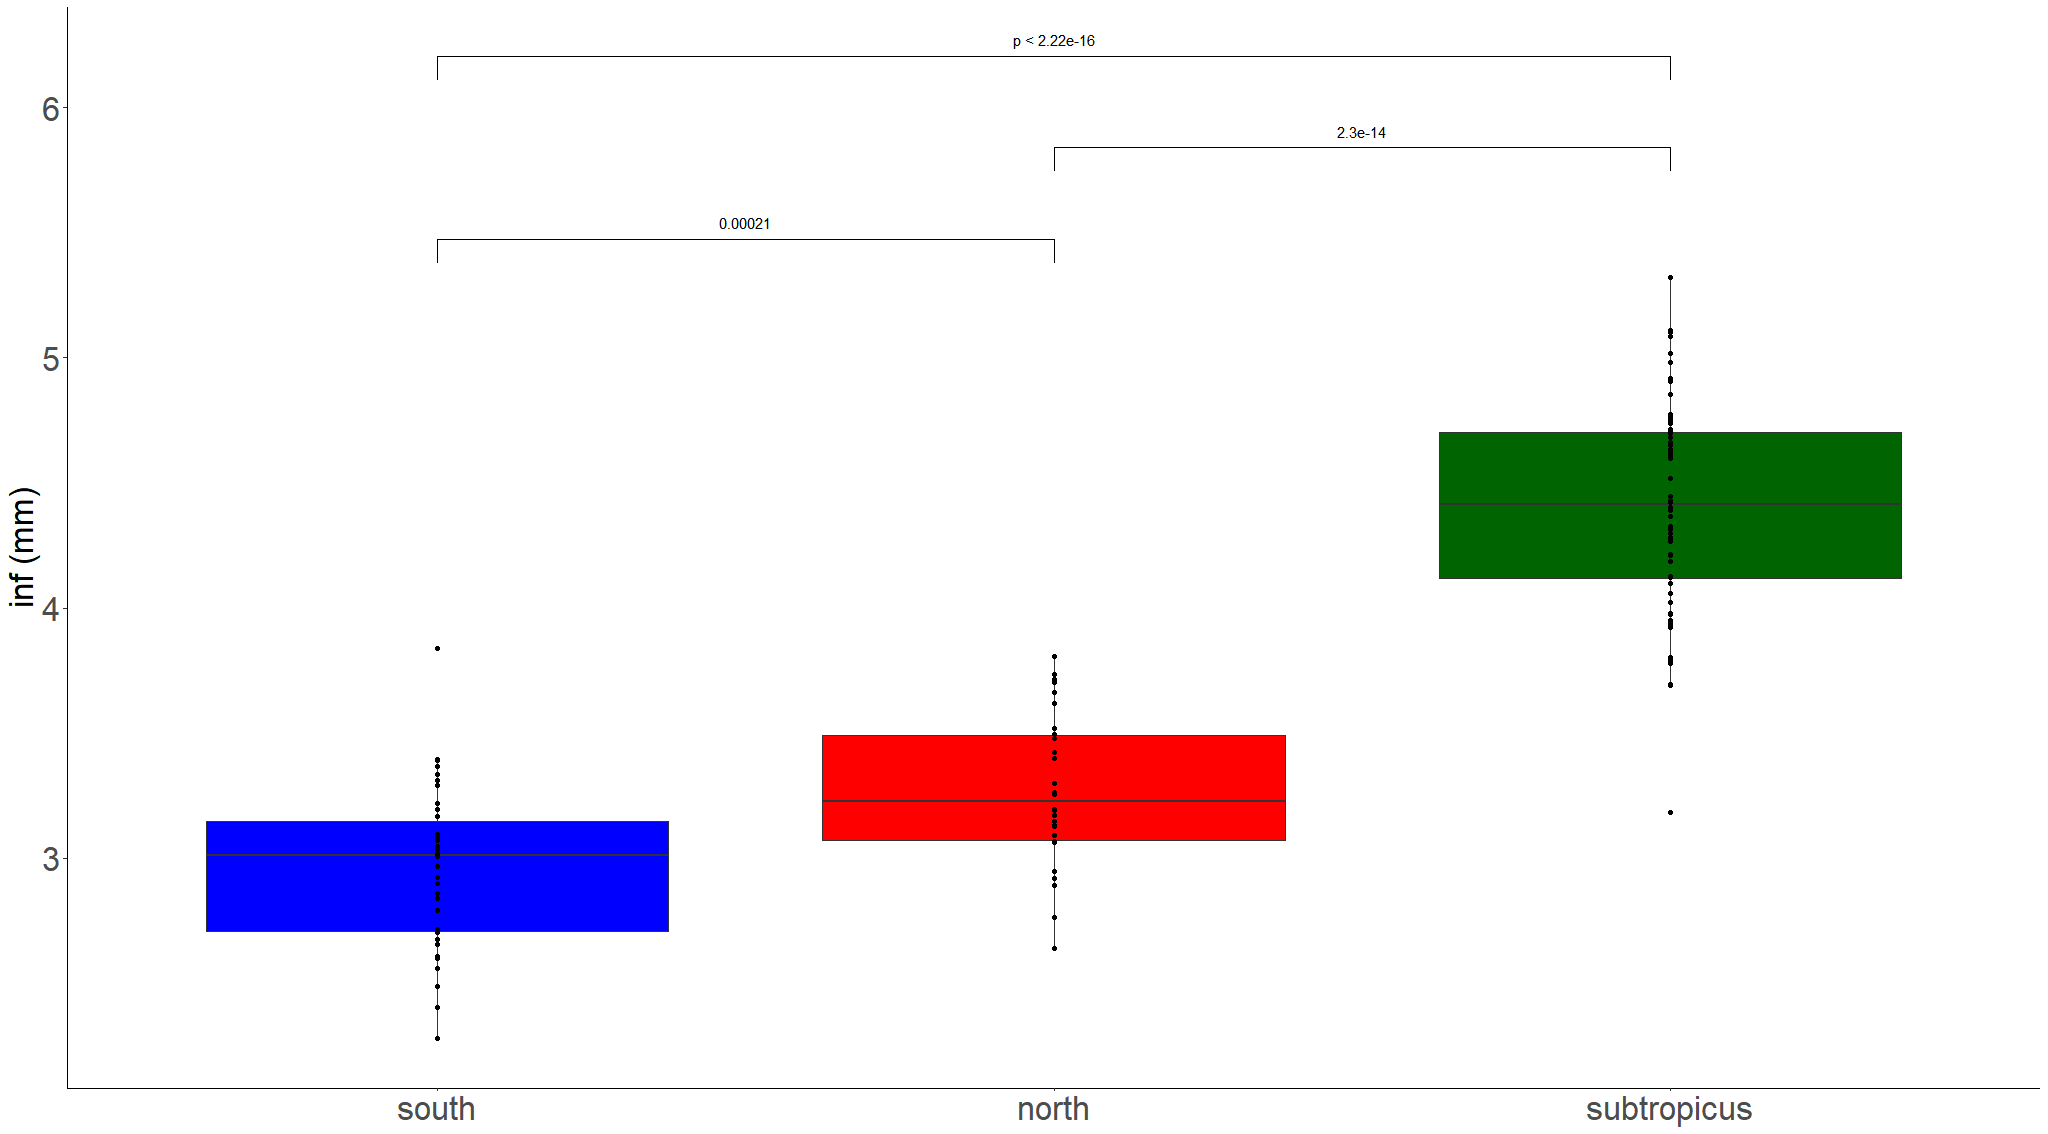 p < 2.22e-16
6
2.3e-14
0.00021
5
inf (mm)
4
3
south north subtropicus